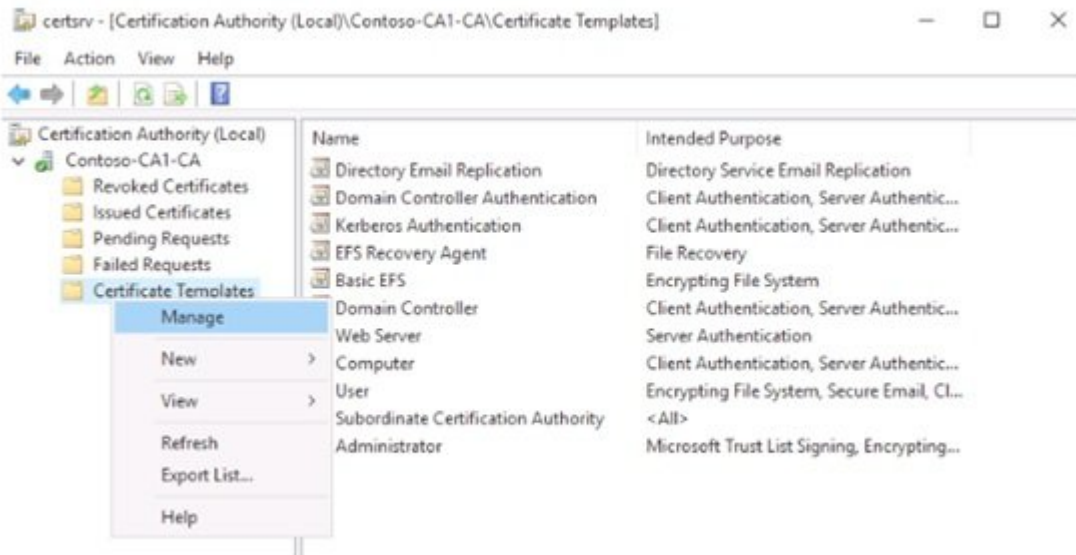 certsrv - [Certification Authority (Local)\Contoso-CA1-CA\Certificate Templates]
File Action View Help
Certification Authority (Local)
Contoso-CA1-CA
Revoked Certificates
Issued Certificates
Pending Requests
Failed Requests
Certificate Templates
Manage
New
View
Refresh
Export List...
Help
Name Intended Purpose
Directory Email Replication Directory Service Email Replication
Domain Controller Authentication Client Authentication, Server Authentic...
Kerberos Authentication Client Authentication, Server Authentic...
EFS Recovery Agent File Recovery
Basic EFS Encrypting File System
Domain Controller Client Authentication, Server Authentic...
Web Server Server Authentication
Computer Client Authentication, Server Authentic...
User Encrypting File System, Secure Email, Cl...
Subordinate Certification Authority <All>
Administrator Microsoft Trust List Signing, Encrypting...